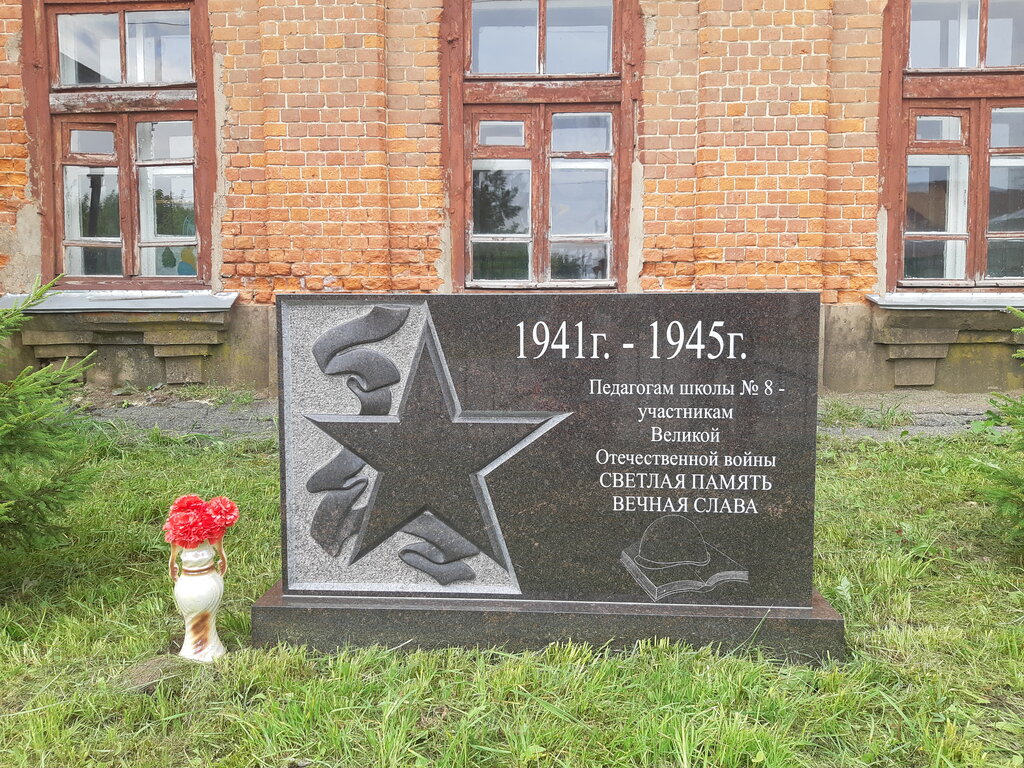 1941г. - 1945г.
Педагогам школы № 8 -
участникам
Великой
Отечественной войны
СВЕТЛАЯ ПАМЯТЬ
ВЕЧНАЯ СЛАВА